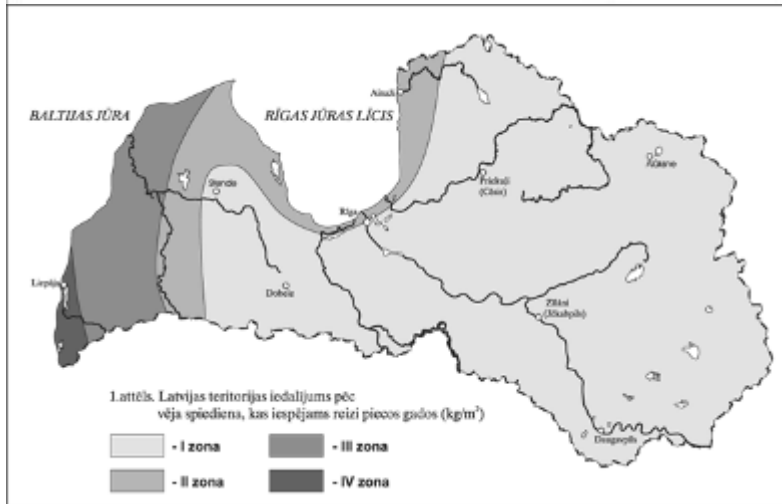 Ainaži
BALTIJAS JŪRA
RĪGAS JŪRAS LĪCIS
Alūksne
Stende
Priekuļi
(Cēsis)
Rīga
Liepāja
Dobele
Zīlāni
(Jēkabpils)
1.attēls. Latvijas teritorijas iedalījums pēc
vēja spiediena, kas iespējams reizi piecos gados (kg/m²)
- I zona
- III zona
Daugavpils
- II zona
- IV zona